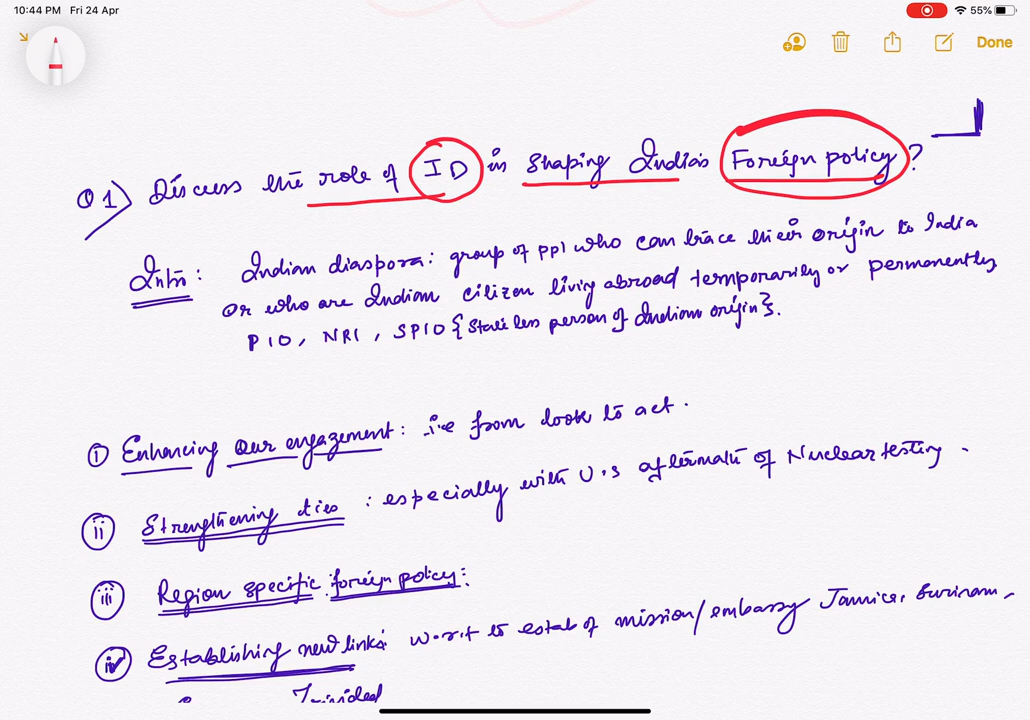 10:44 PM Fri 24 Apr
55%
Done
Q 1) Discuss the role of ID in shaping India's Foreign policy?
Intro: Indian diaspora: group of ppl who can trace their origin to India
or who are Indian citizen living abroad temporarily or permanently
PIO, NRI, SPIO {State less person of Indian origin}.
i Enhancing our engagement: i.e from look to act.
ii Strengthening ties: especially with U.S aftermath of Nuclear testing.
iii Region specific foreign policy:
iv Establishing new links: w.r.t to estab of mission/embassy Jamica, Surinam,